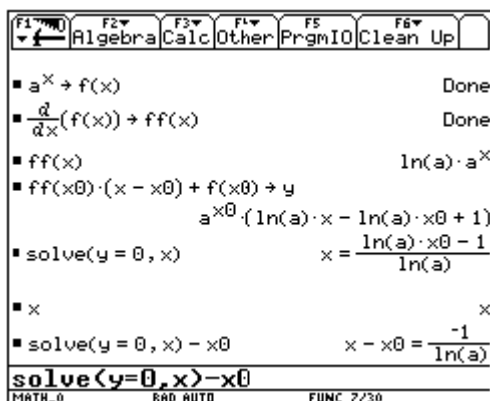 F1 F2 F3 F4 F5 F6
Algebra Calc Other PrgmIO Clean Up
▪ a^x → f(x) Done
▪ d/dx(f(x)) → ff(x) Done
▪ ff(x) ln(a)·a^x
▪ ff(x0)·(x − x0) + f(x0) → y
a^x0·(ln(a)·x − ln(a)·x0 + 1)
▪ solve(y = 0, x) x = (ln(a)·x0 − 1)/ln(a)
▪ x x
▪ solve(y = 0, x) − x0 x − x0 = -1/ln(a)
solve(y=0,x)-x0
MATH_0 RAD AUTO FUNC 7/30